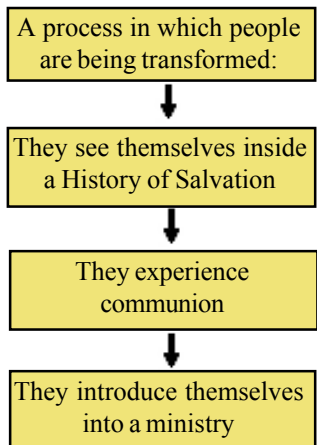 A process in which people
are being transformed:
They see themselves inside
a History of Salvation
They experience
communion
They introduce themselves
into a ministry